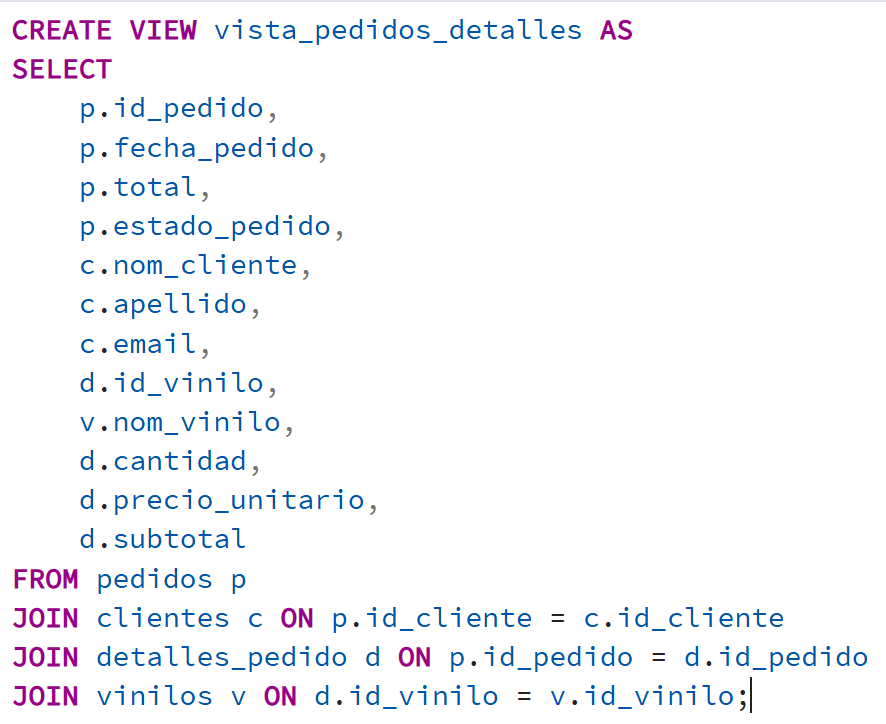 CREATE VIEW vista_pedidos_detalles AS
SELECT
    p.id_pedido,
    p.fecha_pedido,
    p.total,
    p.estado_pedido,
    c.nom_cliente,
    c.apellido,
    c.email,
    d.id_vinilo,
    v.nom_vinilo,
    d.cantidad,
    d.precio_unitario,
    d.subtotal
FROM pedidos p
JOIN clientes c ON p.id_cliente = c.id_cliente
JOIN detalles_pedido d ON p.id_pedido = d.id_pedido
JOIN vinilos v ON d.id_vinilo = v.id_vinilo;